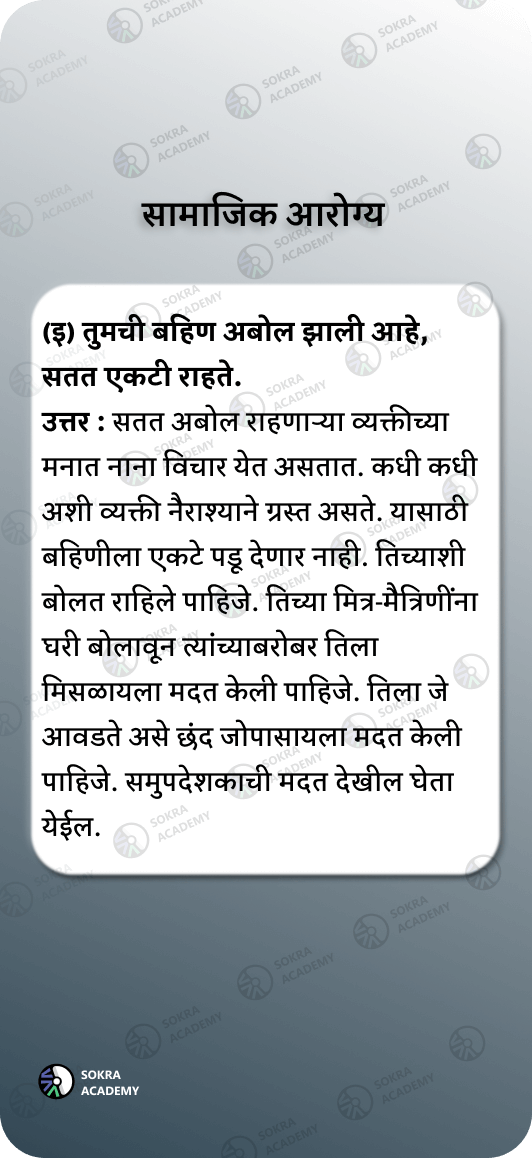 सामाजिक आरोग्य
(इ) तुमची बहिण अबोल झाली आहे,
सतत एकटी राहते.
उत्तर : सतत अबोल राहणाऱ्या व्यक्तीच्या
मनात नाना विचार येत असतात. कधी कधी
अशी व्यक्ती नैराश्याने ग्रस्त असते. यासाठी
बहिणीला एकटे पडू देणार नाही. तिच्याशी
बोलत राहिले पाहिजे. तिच्या मित्र-मैत्रिणींना
घरी बोलावून त्यांच्याबरोबर तिला
मिसळायला मदत केली पाहिजे. तिला जे
आवडते असे छंद जोपासायला मदत केली
पाहिजे. समुपदेशकाची मदत देखील घेता
येईल.
SOKRA
ACADEMY